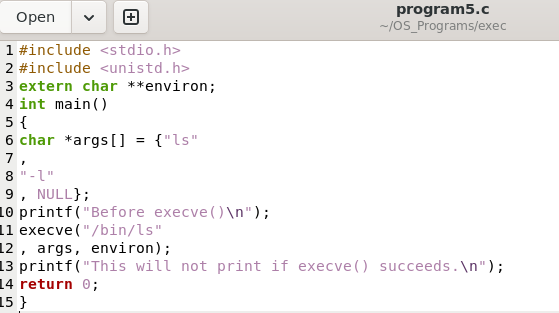 Open
program5.c
~/OS_Programs/exec
1 #include <stdio.h>
2 #include <unistd.h>
3 extern char **environ;
4 int main()
5 {
6 char *args[] = {"ls"
7 ,
8 "-l"
9 , NULL};
10 printf("Before execve()\n");
11 execve("/bin/ls"
12 , args, environ);
13 printf("This will not print if execve() succeeds.\n");
14 return 0;
15 }